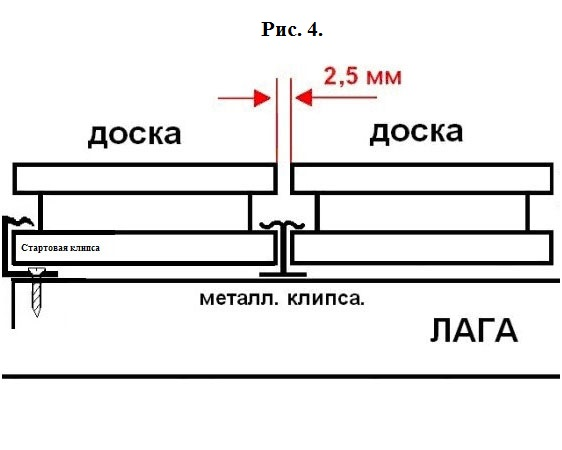 Рис. 4.
2,5 мм
доска
доска
Стартовая клипса
металл. клипса.
ЛАГА